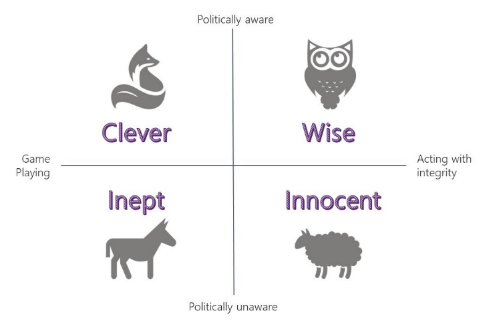 Politically aware
Clever
Wise
Game
Playing
Acting with
integrity
Inept
Innocent
Politically unaware